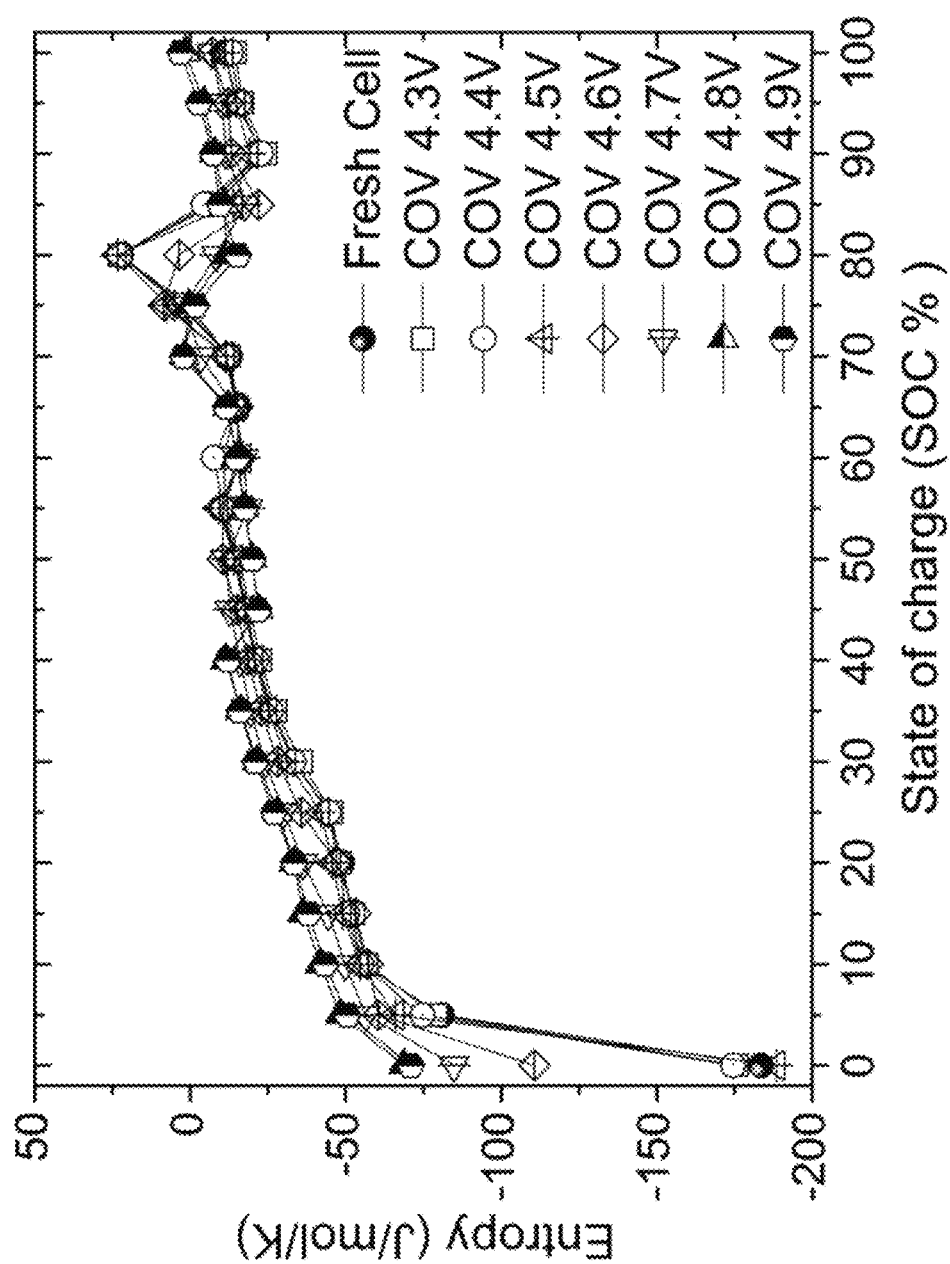 50
0
-50
-100
-150
-200
Entropy (J/mol/K)
Fresh Cell
COV 4.3V
COV 4.4V
COV 4.5V
COV 4.6V
COV 4.7V
COV 4.8V
COV 4.9V
0 10 20 30 40 50 60 70 80 90 100
State of charge (SOC % )